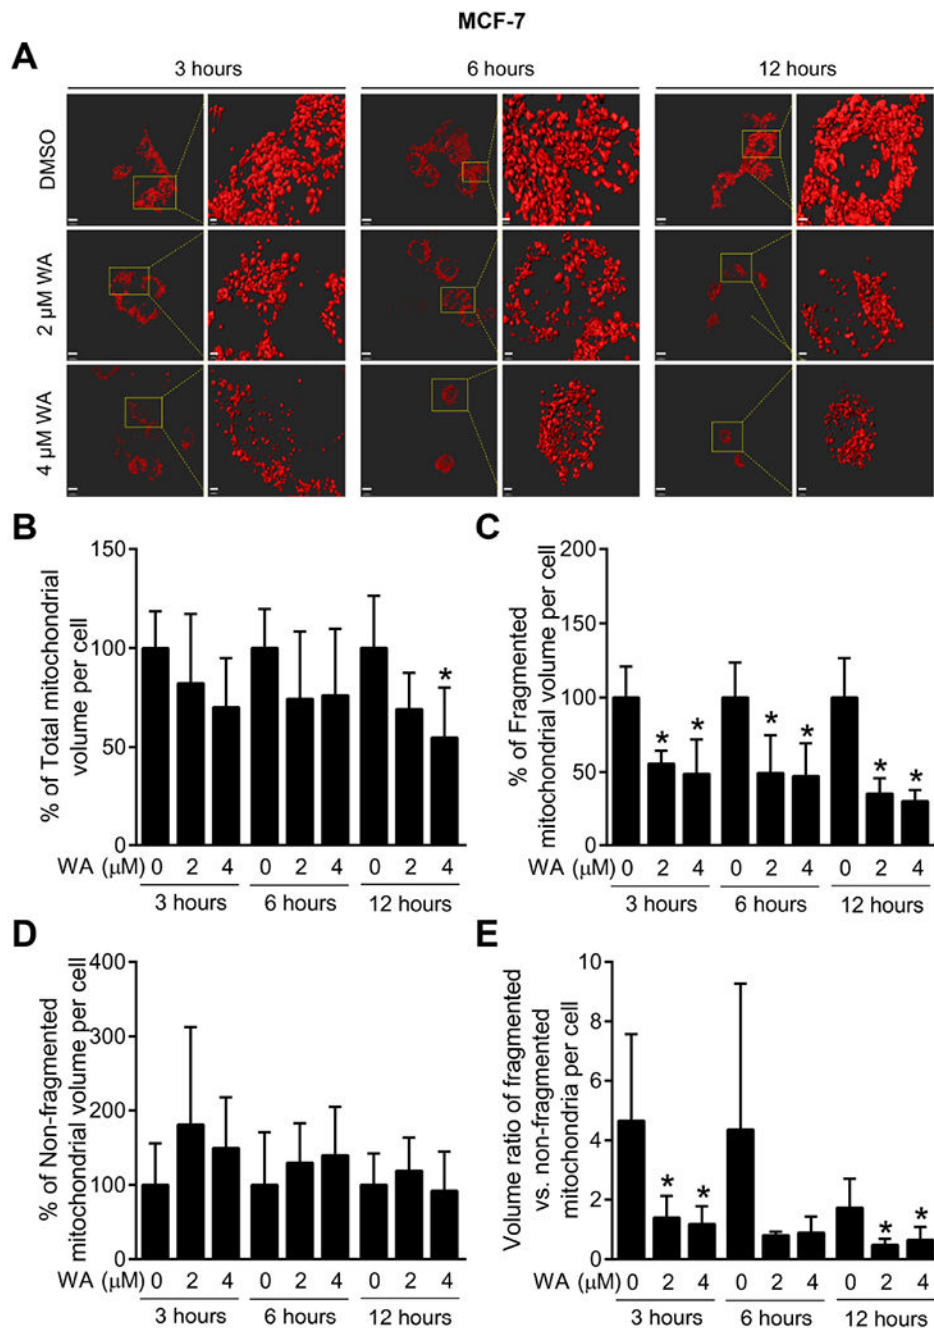 MCF-7
A
3 hours 6 hours 12 hours
DMSO
2 µM WA
4 µM WA
B
% of Total mitochondrial
volume per cell
150
100
50
0
WA (µM) 0 2 4 0 2 4 0 2 4
3 hours 6 hours 12 hours
*
C
% of Fragmented
mitochondrial volume per cell
200
150
100
50
0
* * * * * *
WA (µM) 0 2 4 0 2 4 0 2 4
3 hours 6 hours 12 hours
D
% of Non-fragmented
mitochondrial volume per cell
400
300
200
100
0
WA (µM) 0 2 4 0 2 4 0 2 4
3 hours 6 hours 12 hours
E
Volume ratio of fragmented
vs. non-fragment
mitochondria per cell
10
8
6
4
2
0
* * * *
WA (µM) 0 2 4 0 2 4 0 2 4
3 hours 6 hours 12 hours